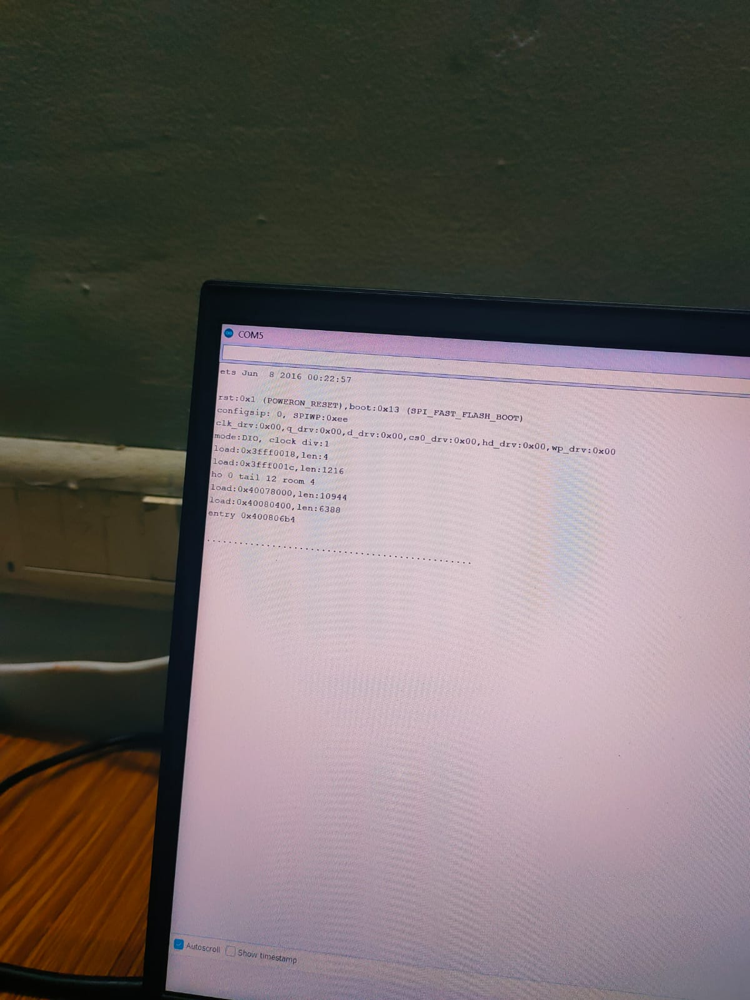 COM5
ets Jun  8 2016 00:22:57
rst:0x1 (POWERON_RESET),boot:0x13 (SPI_FAST_FLASH_BOOT)
configsip: 0, SPIWP:0xee
clk_drv:0x00,q_drv:0x00,d_drv:0x00,cs0_drv:0x00,hd_drv:0x00,wp_drv:0x00
mode:DIO, clock div:1
load:0x3fff0018,len:4
load:0x3fff001c,len:1216
ho 0 tail 12 room 4
load:0x40078000,len:10944
load:0x40080400,len:6388
entry 0x400806b4
.................................................
Autoscroll Show timestamp